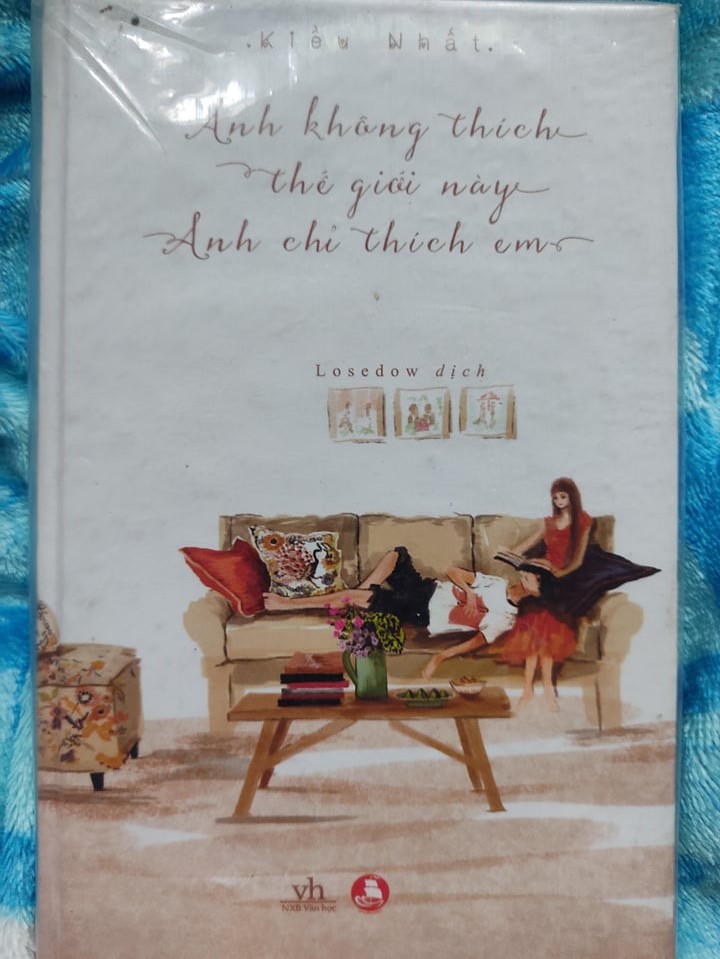 .Kiều Nhất.
Anh không thích
thế giới này
Anh chỉ thích em
Losedow dịch
vh
NXB Văn học